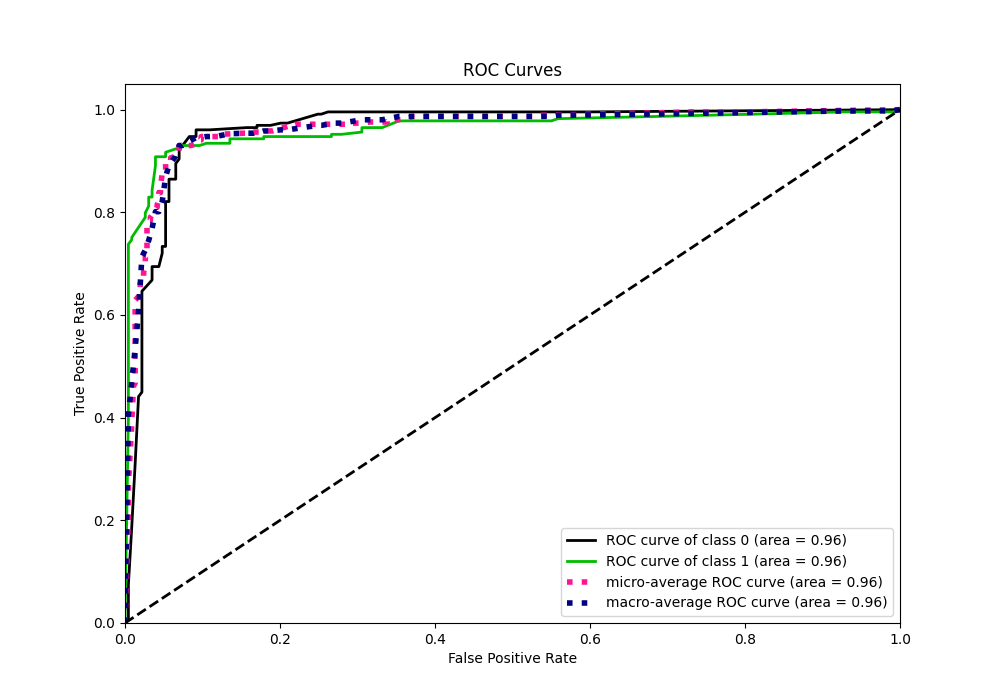 ROC Curves
True Positive Rate
1.0
0.8
0.6
0.4
0.2
0.0
0.0 0.2 0.4 0.6 0.8 1.0
False Positive Rate
ROC curve of class 0 (area = 0.96)
ROC curve of class 1 (area = 0.96)
micro-average ROC curve (area = 0.96)
macro-average ROC curve (area = 0.96)